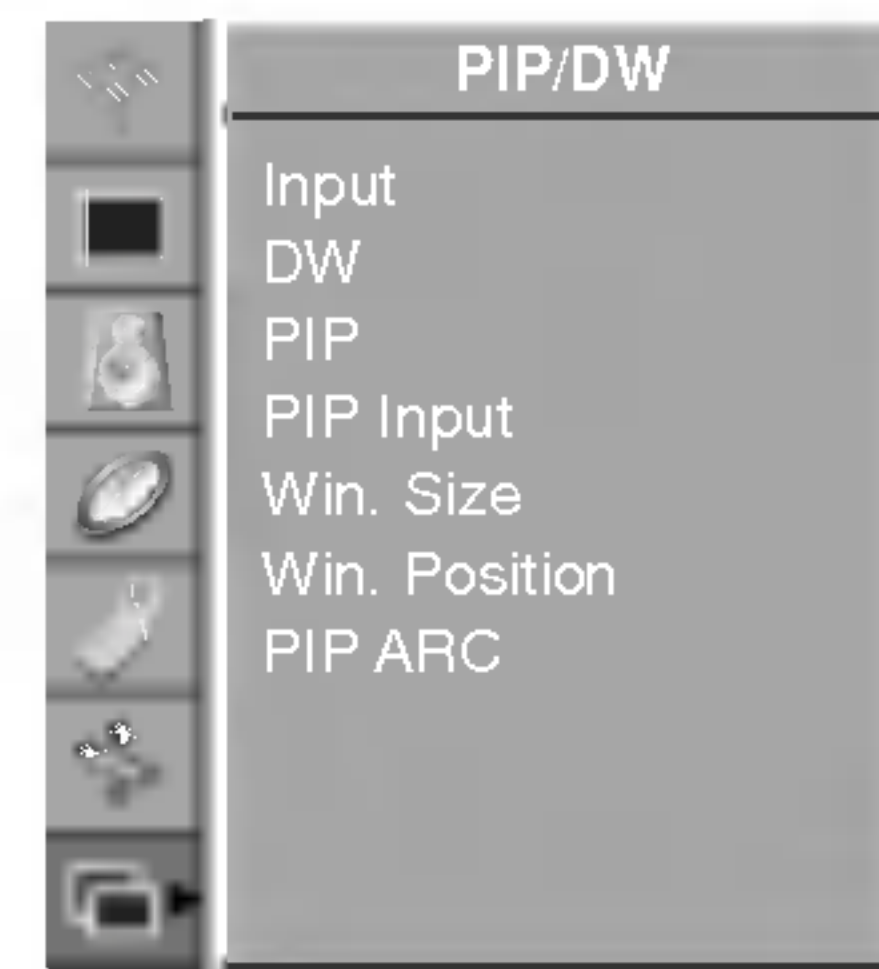 PIP/DW
Input
DW
PIP
PIP Input
Win. Size
Win. Position
PIP ARC